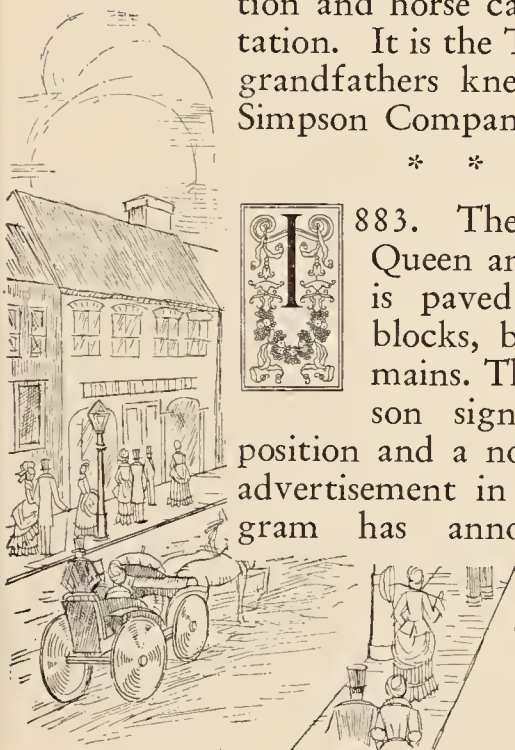 tion and horse ca
tation. It is the T
grandfathers kne
Simpson Compan
* *
I883. The
Queen an
is paved
blocks, b
mains. Th
son sign
position and a no
advertisement in
gram has anno